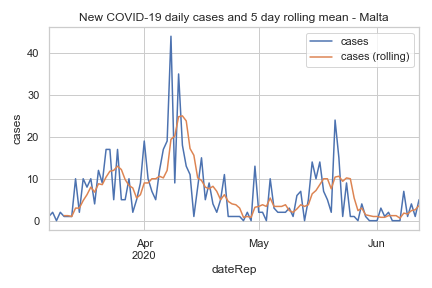 New COVID-19 daily cases and 5 day rolling mean - Malta
cases
cases (rolling)
cases
40
30
20
10
0
Apr
2020
May
Jun
dateRep